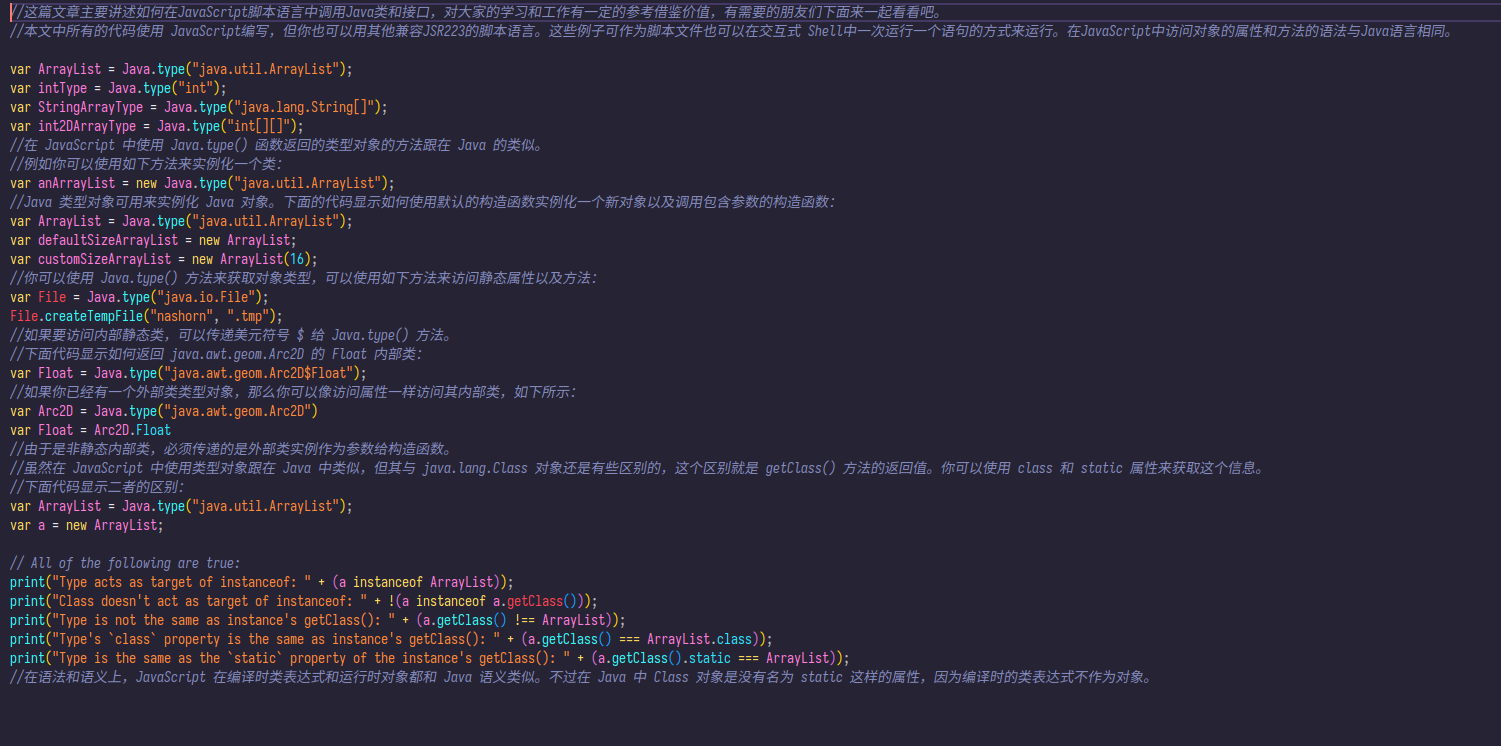 //这篇文章主要讲述如何在JavaScript脚本语言中调用Java类和接口，对大家的学习和工作有一定的参考借鉴价值，有需要的朋友们下面来一起看看吧。
//本文中所有的代码使用 JavaScript编写，但你也可以用其他兼容JSR223的脚本语言。这些例子可作为脚本文件也可以在交互式 Shell中一次运行一个语句的方式来运行。在JavaScript中访问对象的属性和方法的语法与Java语言相同。
var ArrayList = Java.type("java.util.ArrayList");
var intType = Java.type("int");
var StringArrayType = Java.type("java.lang.String[]");
var int2DArrayType = Java.type("int[][]");
//在 JavaScript 中使用 Java.type() 函数返回的类型对象的方法跟在 Java 的类似。
//例如你可以使用如下方法来实例化一个类：
var anArrayList = new Java.type("java.util.ArrayList");
//Java 类型对象可用来实例化 Java 对象。下面的代码显示如何使用默认的构造函数实例化一个新对象以及调用包含参数的构造函数：
var ArrayList = Java.type("java.util.ArrayList");
var defaultSizeArrayList = new ArrayList;
var customSizeArrayList = new ArrayList(16);
//你可以使用 Java.type() 方法来获取对象类型，可以使用如下方法来访问静态属性以及方法：
var File = Java.type("java.io.File");
File.createTempFile("nashorn", ".tmp");
//如果要访问内部静态类，可以传递美元符号 $ 给 Java.type() 方法。
//下面代码显示如何返回 java.awt.geom.Arc2D 的 Float 内部类：
var Float = Java.type("java.awt.geom.Arc2D$Float");
//如果你已经有一个外部类类型对象，那么你可以像访问属性一样访问其内部类，如下所示：
var Arc2D = Java.type("java.awt.geom.Arc2D")
var Float = Arc2D.Float
//由于是非静态内部类，必须传递的是外部类实例作为参数给构造函数。
//虽然在 JavaScript 中使用类型对象跟在 Java 中类似，但其与 java.lang.Class 对象还是有些区别的，这个区别就是 getClass() 方法的返回值。你可以使用 class 和 static 属性来获取这个信息。
//下面代码显示二者的区别：
var ArrayList = Java.type("java.util.ArrayList");
var a = new ArrayList;
// All of the following are true:
print("Type acts as target of instanceof: " + (a instanceof ArrayList));
print("Class doesn't act as target of instanceof: " + !(a instanceof a.getClass()));
print("Type is not the same as instance's getClass(): " + (a.getClass() !== ArrayList));
print("Type's `class` property is the same as instance's getClass(): " + (a.getClass() === ArrayList.class));
print("Type is the same as the `static` property of the instance's getClass(): " + (a.getClass().static === ArrayList));
//在语法和语义上，JavaScript 在编译时类表达式和运行时对象都和 Java 语义类似。不过在 Java 中 Class 对象是没有名为 static 这样的属性，因为编译时的类表达式不作为对象。